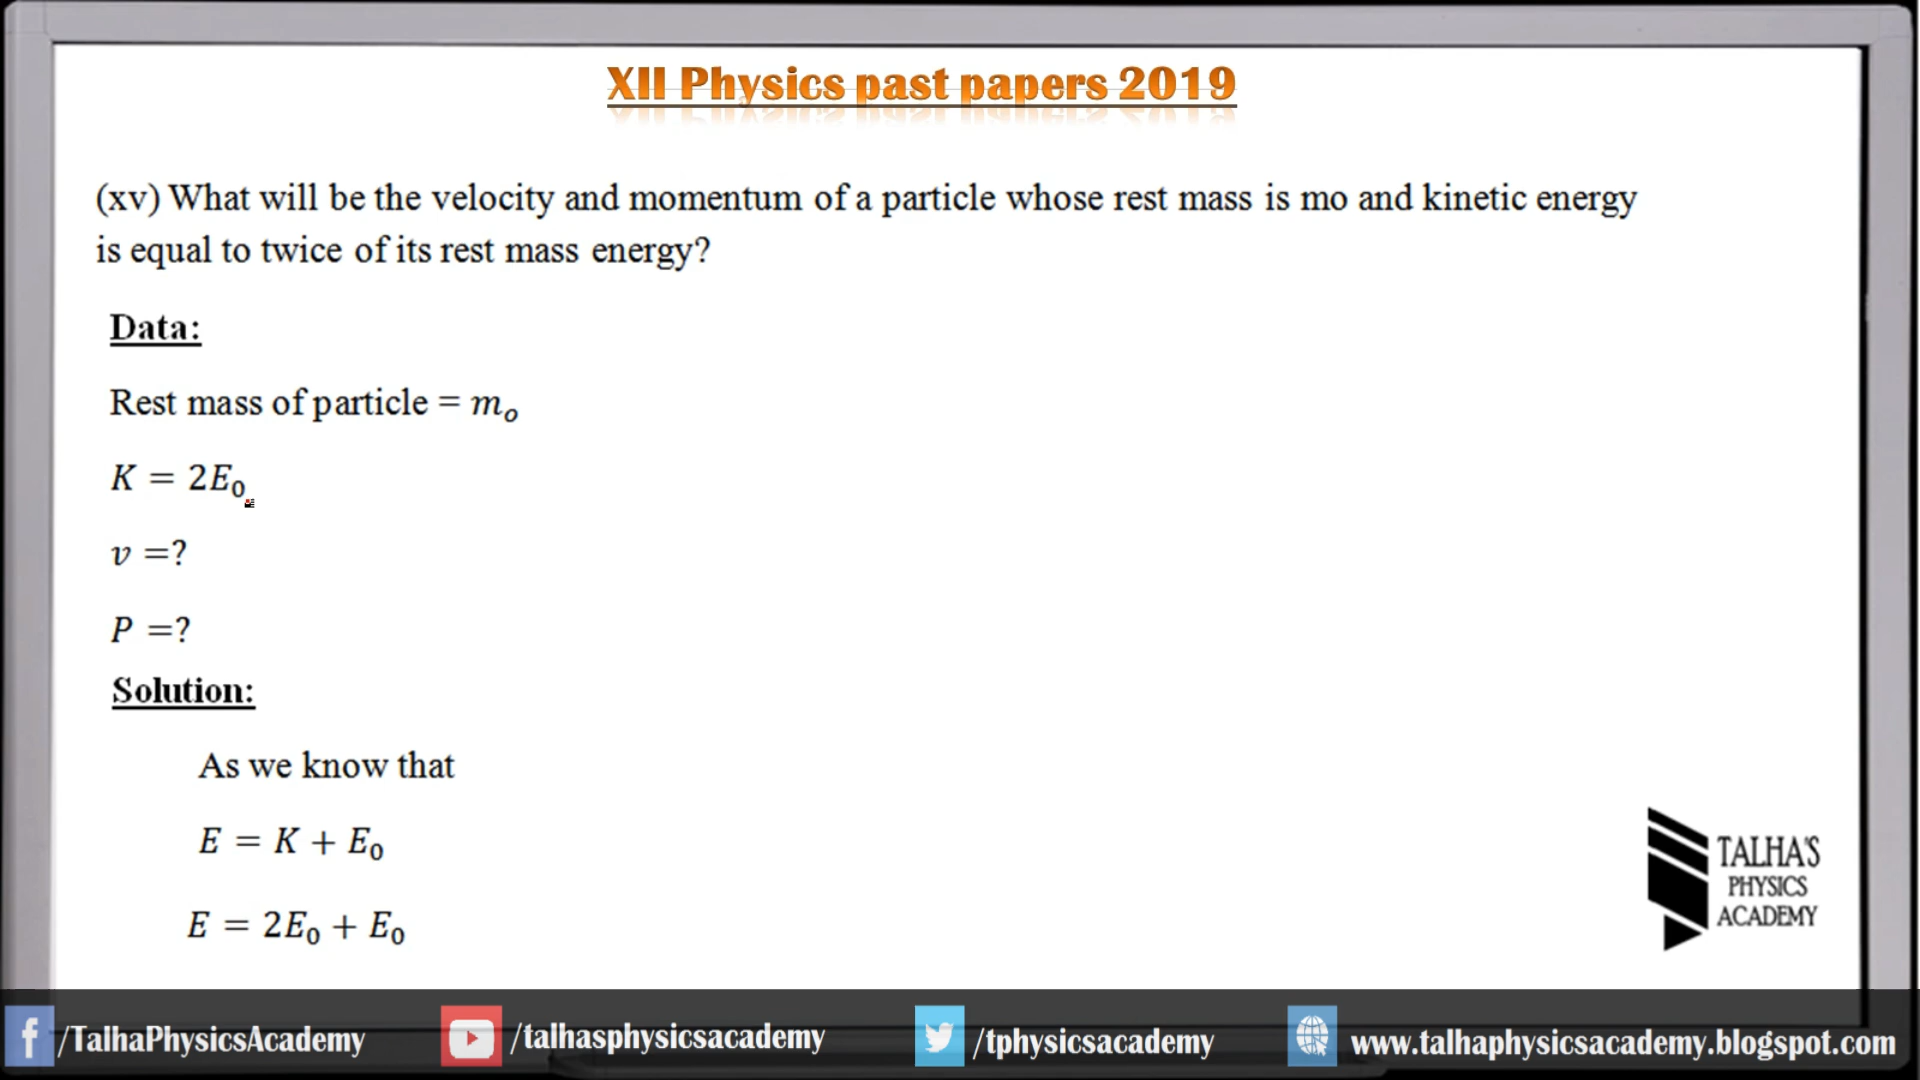 XII Physics past papers 2019
(xv) What will be the velocity and momentum of a particle whose rest mass is mo and kinetic energy
is equal to twice of its rest mass energy?
Data:
Rest mass of particle = mₒ
K = 2E₀
v =?
P =?
Solution:
As we know that
E = K + E₀
E = 2E₀ + E₀
TALHA'S
PHYSICS
ACADEMY
/TalhaPhysicsAcademy
/talhasphysicsacademy
/tphysicsacademy
www.talhaphysicsacademy.blogspot.com